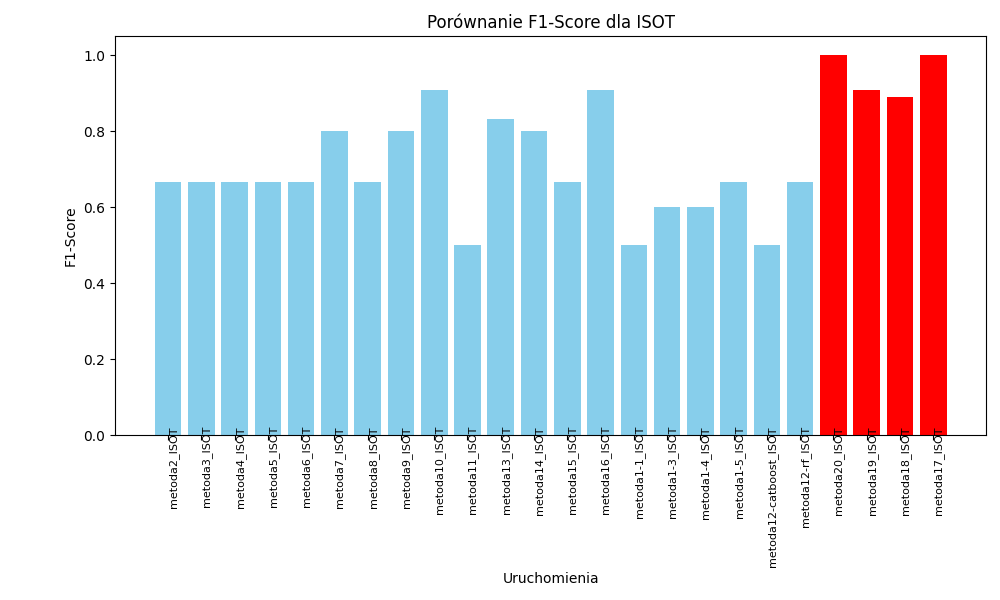 Porównanie F1-Score dla ISOT
F1-Score
1.0
0.8
0.6
0.4
0.2
0.0
metoda2_ISOT
metoda3_ISOT
metoda4_ISOT
metoda5_ISOT
metoda6_ISOT
metoda7_ISOT
metoda8_ISOT
metoda9_ISOT
metoda10_ISOT
metoda11_ISOT
metoda13_ISOT
metoda14_ISOT
metoda15_ISOT
metoda16_ISOT
metoda1-1_ISOT
metoda1-3_ISOT
metoda1-4_ISOT
metoda1-5_ISOT
metoda12-catboost_ISOT
metoda12-rf_ISOT
metoda20_ISOT
metoda19_ISOT
metoda18_ISOT
metoda17_ISOT
Uruchomienia